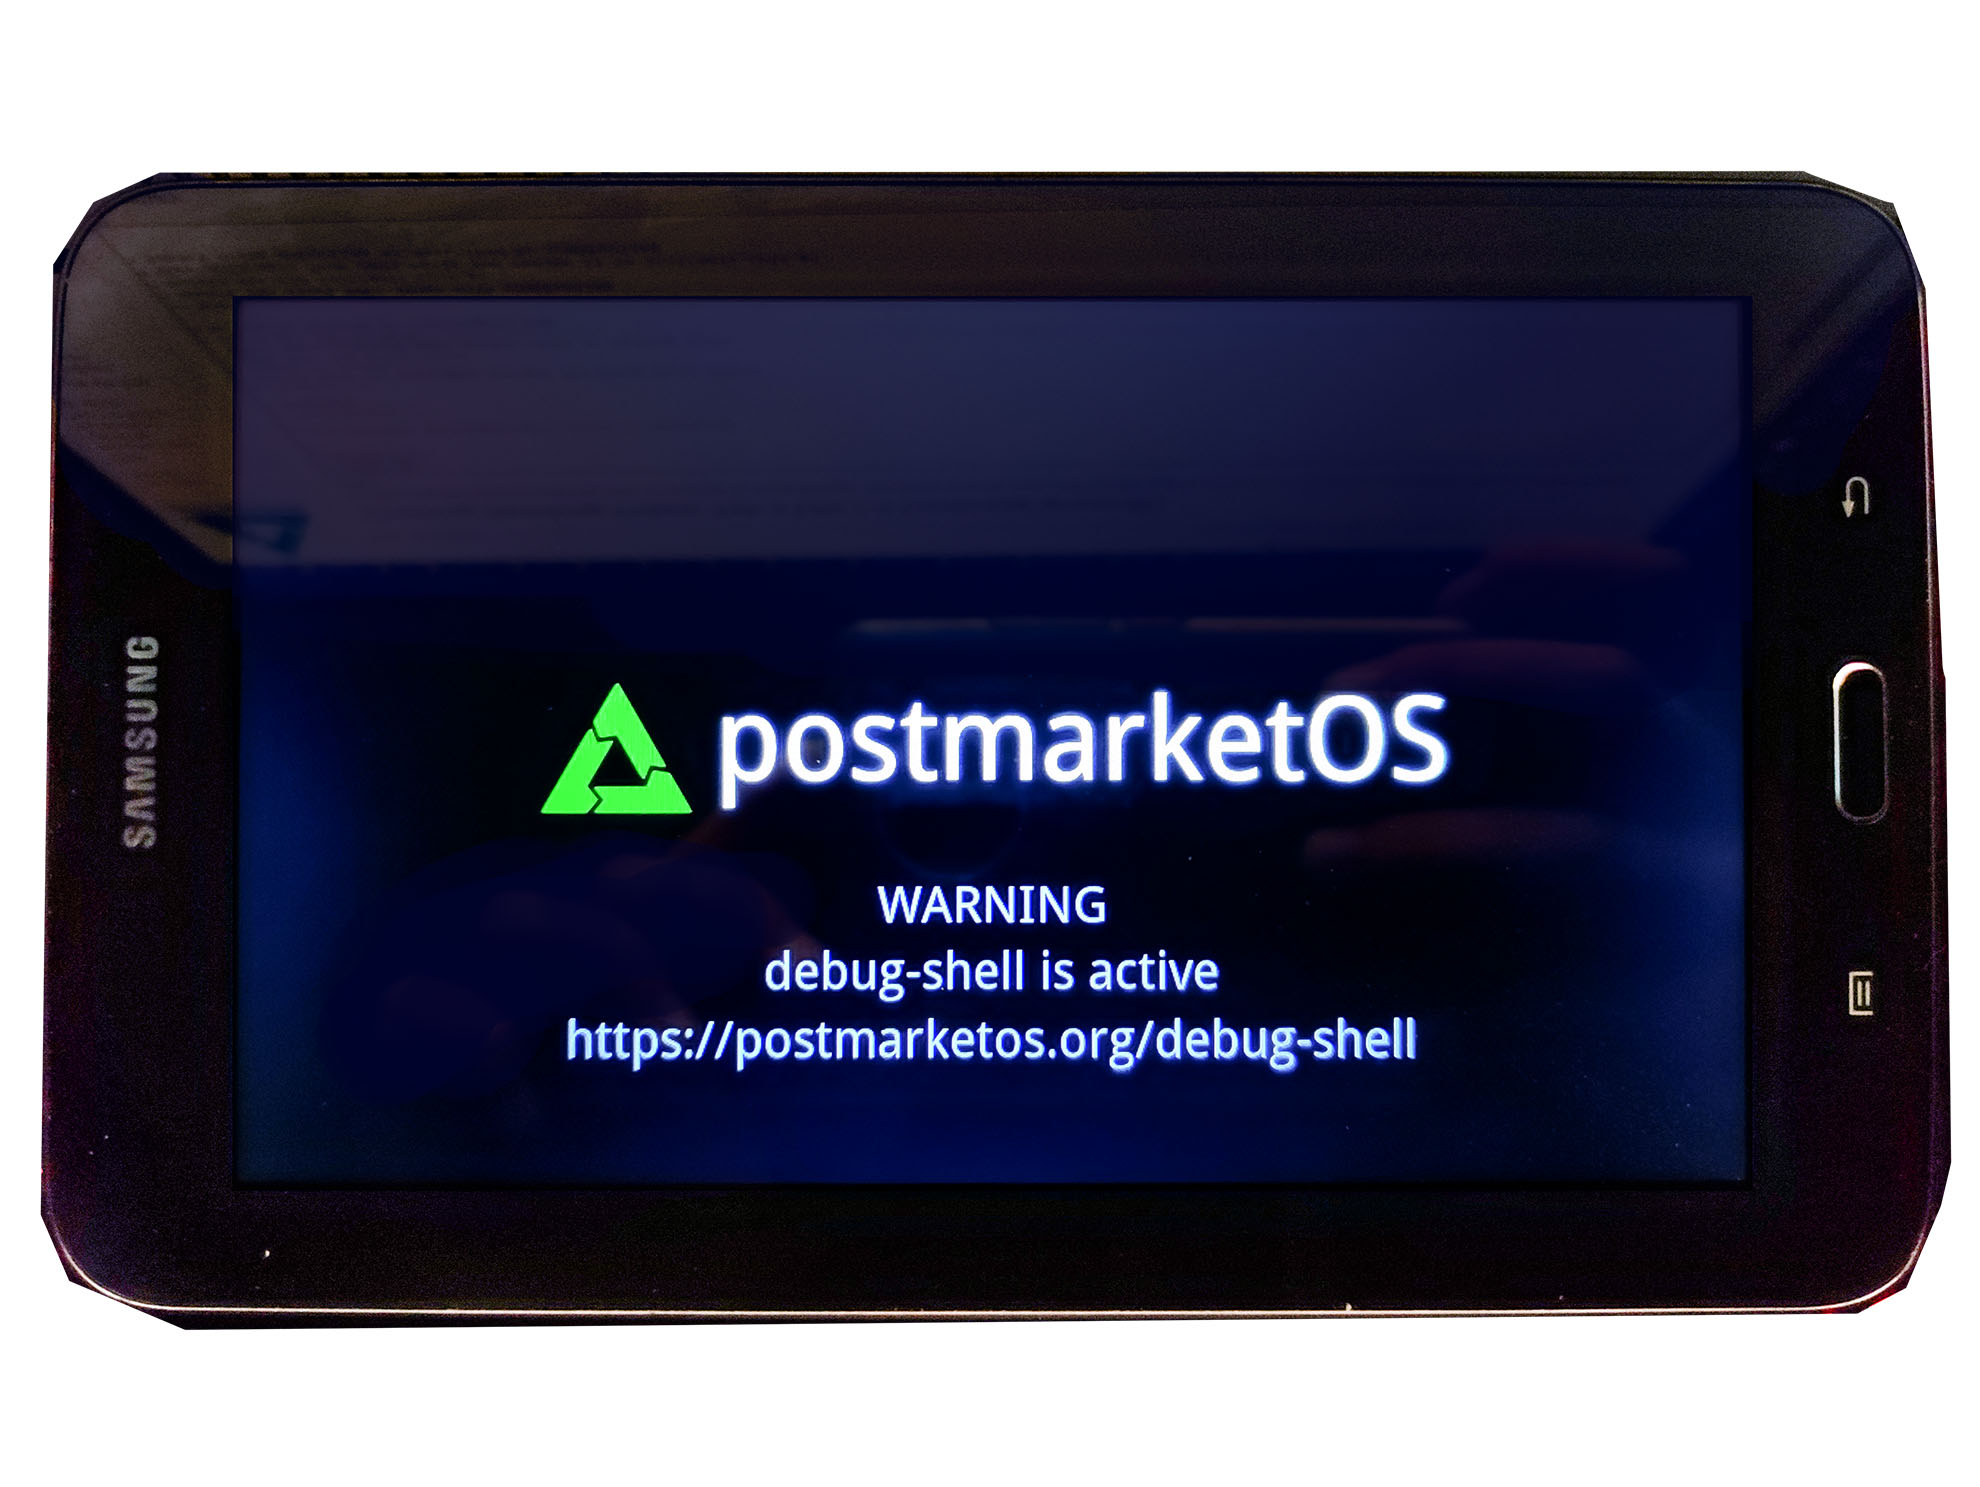 SAMSUNG
postmarketOS
WARNING
debug-shell is active
https://postmarketos.org/debug-shell